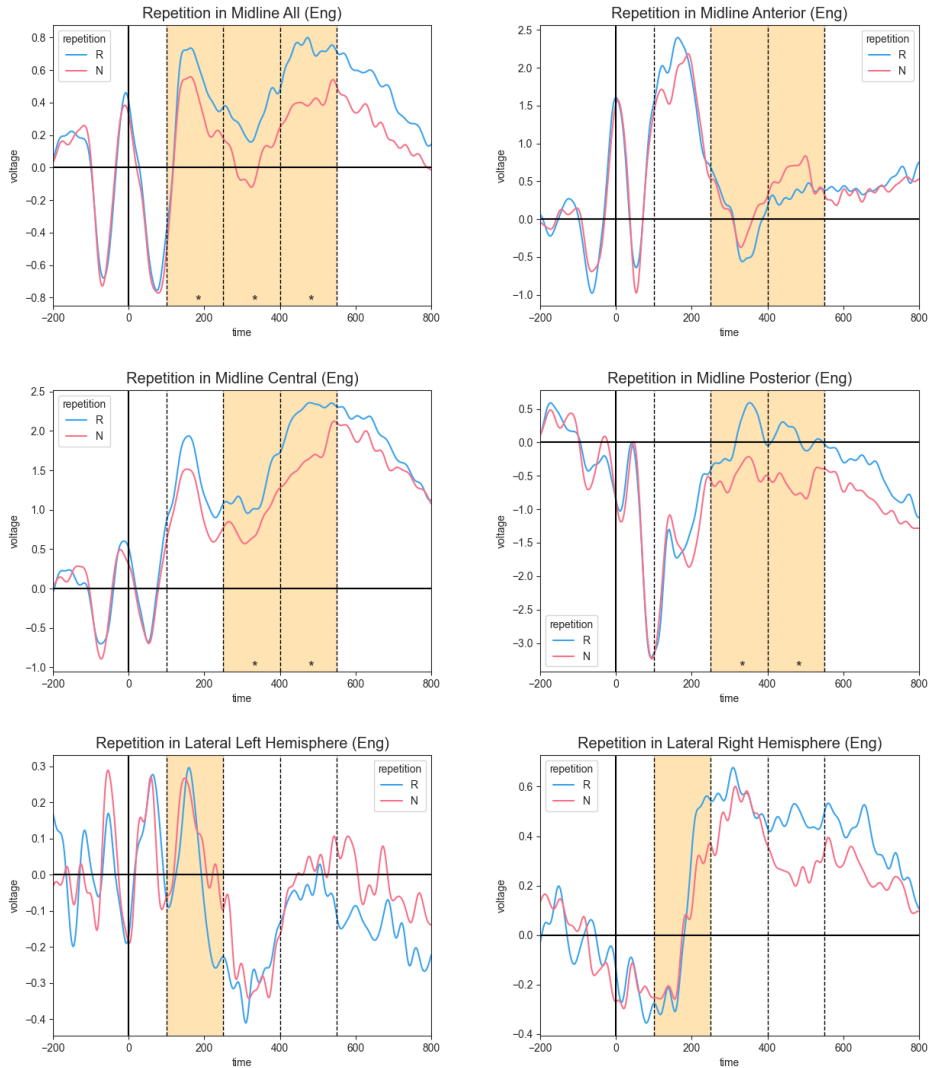 Repetition in Midline All (Eng)
repetition
R
N
voltage
0.8
0.6
0.4
0.2
0.0
−0.2
−0.4
−0.6
−0.8
* * *
−200 0 200 400 600 800
time
Repetition in Midline Anterior (Eng)
repetition
R
N
voltage
2.5
2.0
1.5
1.0
0.5
0.0
−0.5
−1.0
−200 0 200 400 600 800
time
Repetition in Midline Central (Eng)
repetition
R
N
voltage
2.5
2.0
1.5
1.0
0.5
0.0
−0.5
−1.0
* *
−200 0 200 400 600 800
time
Repetition in Midline Posterior (Eng)
voltage
0.5
0.0
−0.5
−1.0
−1.5
−2.0
−2.5
−3.0
repetition
R
N
* *
−200 0 200 400 600 800
time
Repetition in Lateral Left Hemisphere (Eng)
repetition
R
N
voltage
0.3
0.2
0.1
0.0
−0.1
−0.2
−0.3
−0.4
−200 0 200 400 600 800
time
Repetition in Lateral Right Hemisphere (Eng)
repetition
R
N
voltage
0.6
0.4
0.2
0.0
−0.2
−0.4
−200 0 200 400 600 800
time